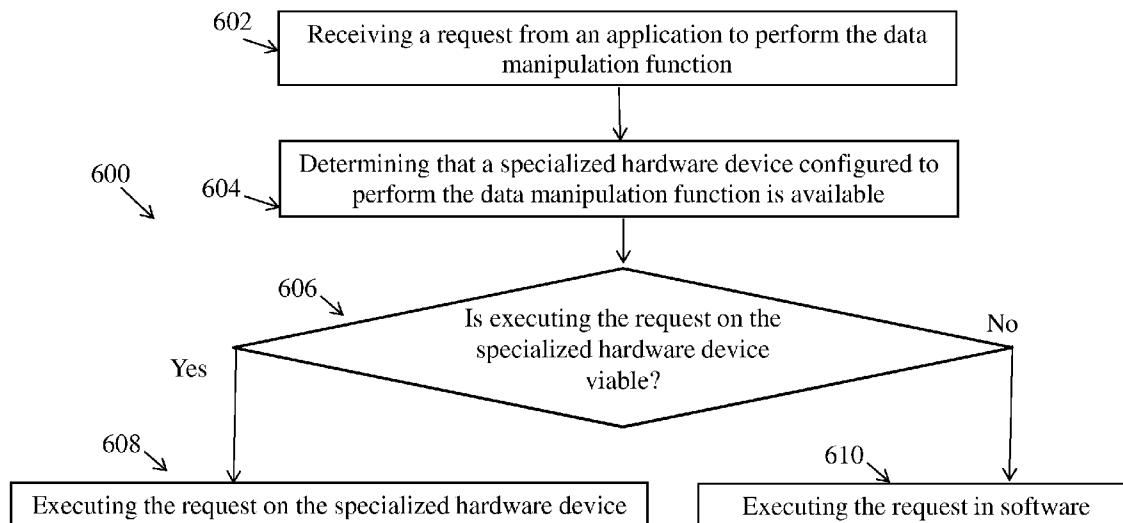 602
Receiving a request from an application to perform the data
manipulation function
600
604
Determining that a specialized hardware device configured to
perform the data manipulation function is available
606
Is executing the request on the
specialized hardware device
viable?
Yes
No
608
Executing the request on the specialized hardware device
610
Executing the request in software